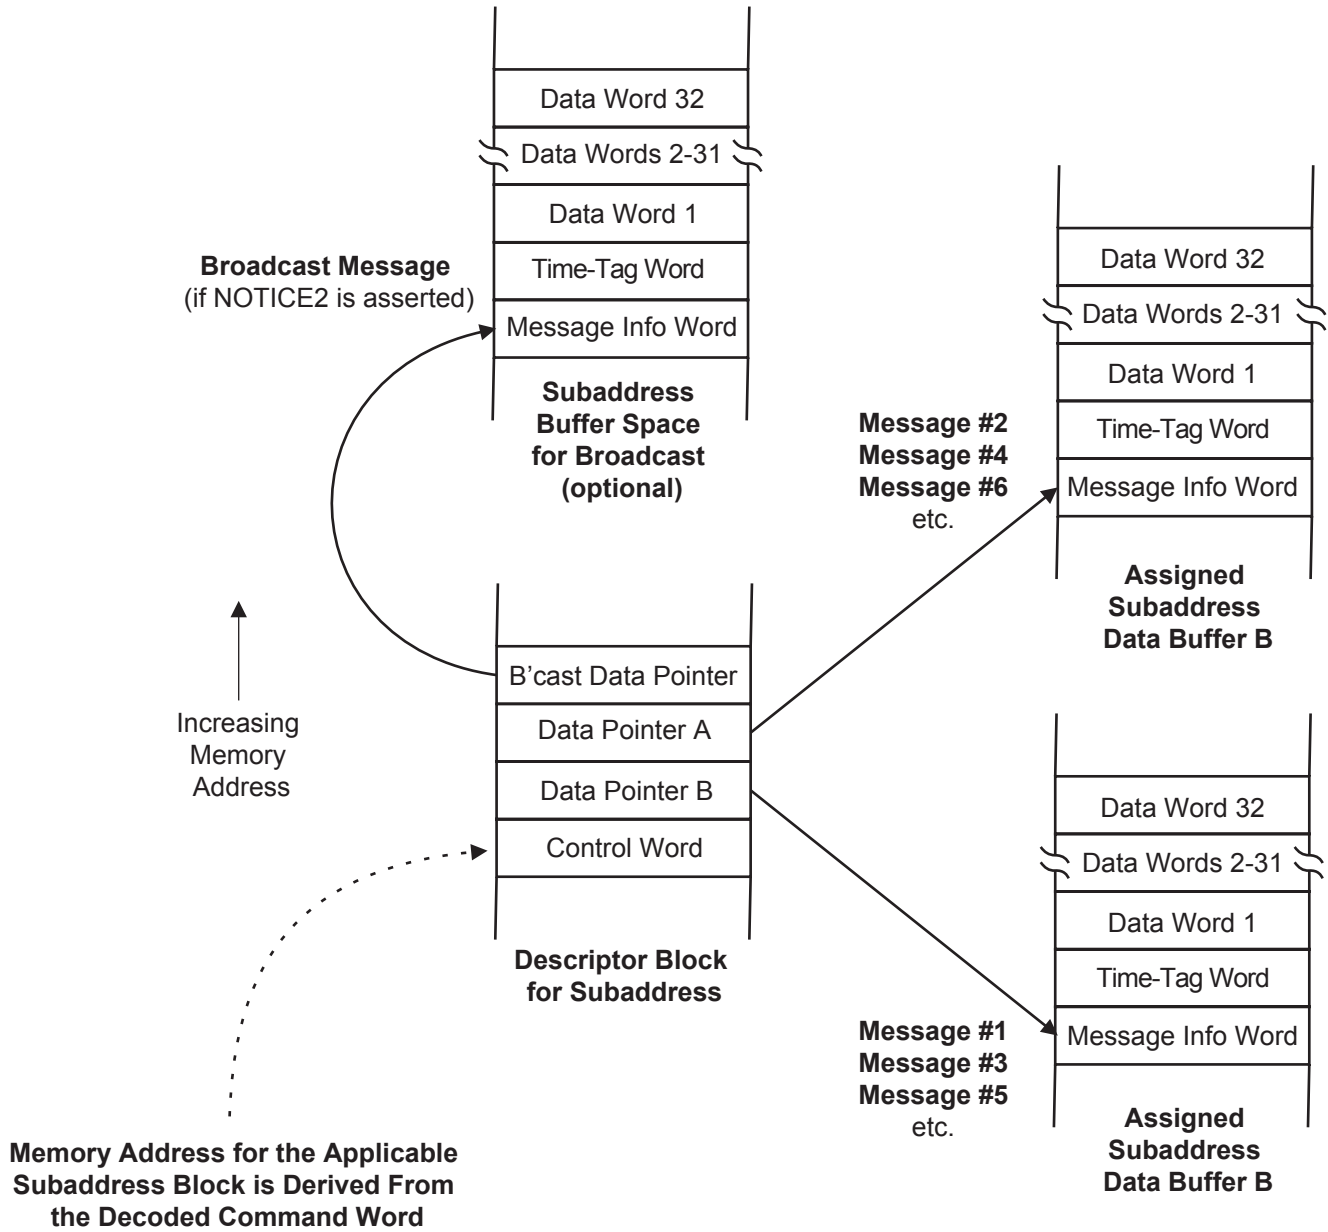 Data Word 32
Data Words 2-31
Data Word 1
Time-Tag Word
Message Info Word
Broadcast Message
(if NOTICE2 is asserted)
Subaddress
Buffer Space
for Broadcast
(optional)
Data Word 32
Data Words 2-31
Data Word 1
Time-Tag Word
Message Info Word
Message #2
Message #4
Message #6
etc.
Assigned
Subaddress
Data Buffer B
B'cast Data Pointer
Data Pointer A
Data Pointer B
Control Word
Increasing
Memory
Address
Descriptor Block
for Subaddress
Data Word 32
Data Words 2-31
Data Word 1
Time-Tag Word
Message Info Word
Message #1
Message #3
Message #5
etc.
Assigned
Subaddress
Data Buffer B
Memory Address for the Applicable
Subaddress Block is Derived From
the Decoded Command Word